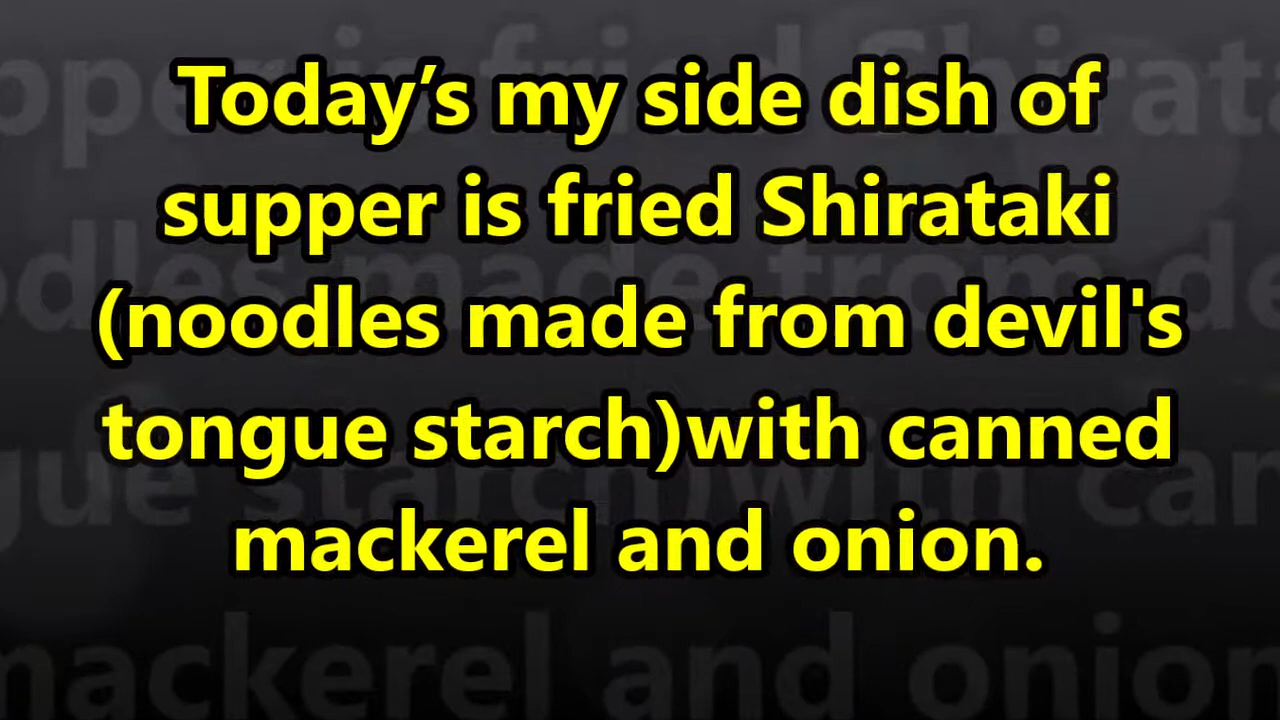 Today’s my side dish of
supper is fried Shirataki
(noodles made from devil's
tongue starch)with canned
mackerel and onion.